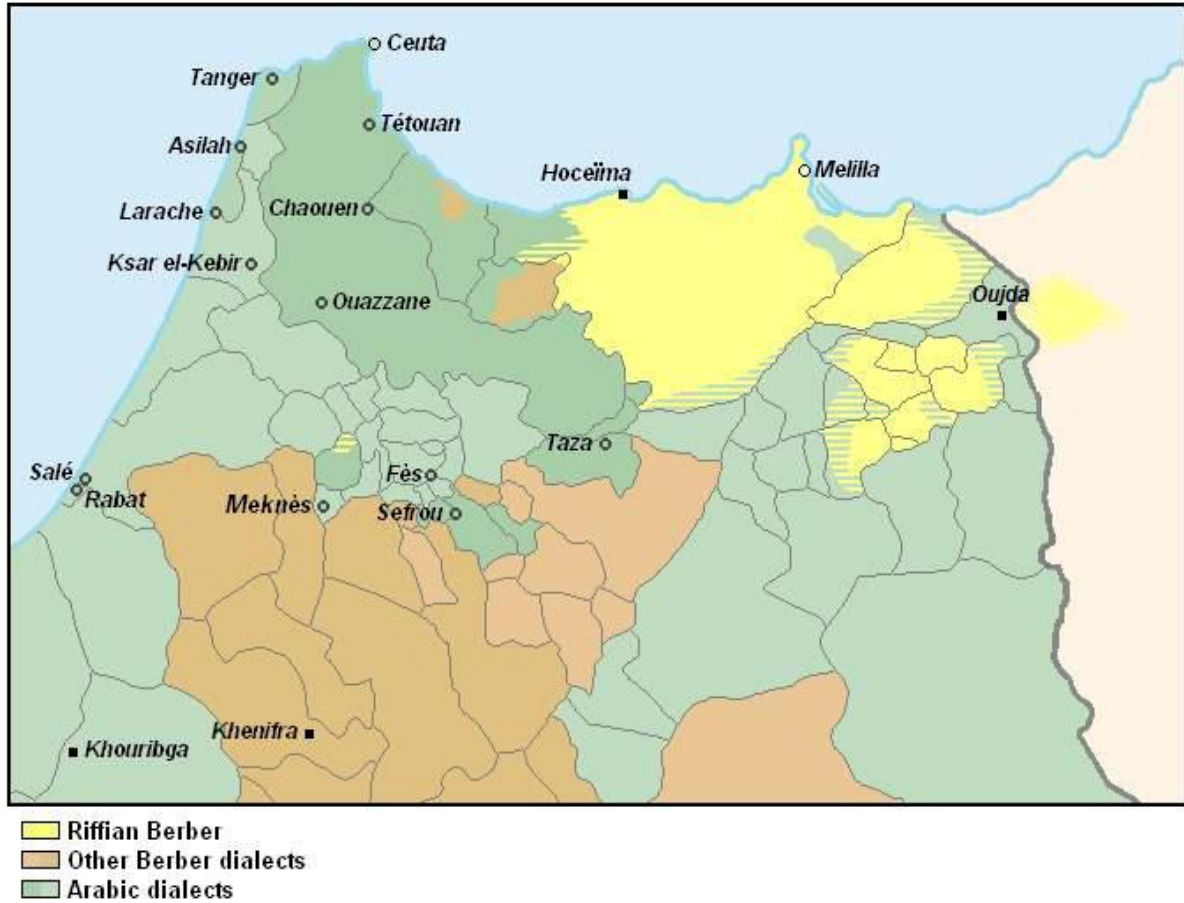 Ceuta
Tanger
Tétouan
Asilah
Hoceïma
Melilla
Larache
Chaouen
Ksar el-Kebir
Ouazzane
Oujda
Taza
Salé
Fès
Rabat
Meknès
Sefrou
Khenifra
Khouribga
Riffian Berber
Other Berber dialects
Arabic dialects